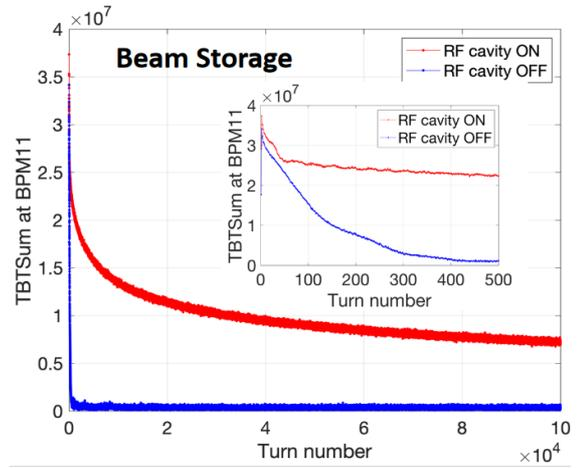 ×10^7
Beam Storage
RF cavity ON
RF cavity OFF
4
3.5
3
2.5
2
1.5
1
0.5
0
TBTSum at BPM11
×10^7
RF cavity ON
RF cavity OFF
4
3
2
1
0
TBTSum at BPM11
0 100 200 300 400 500
Turn number
0 2 4 6 8 10
Turn number
×10^4